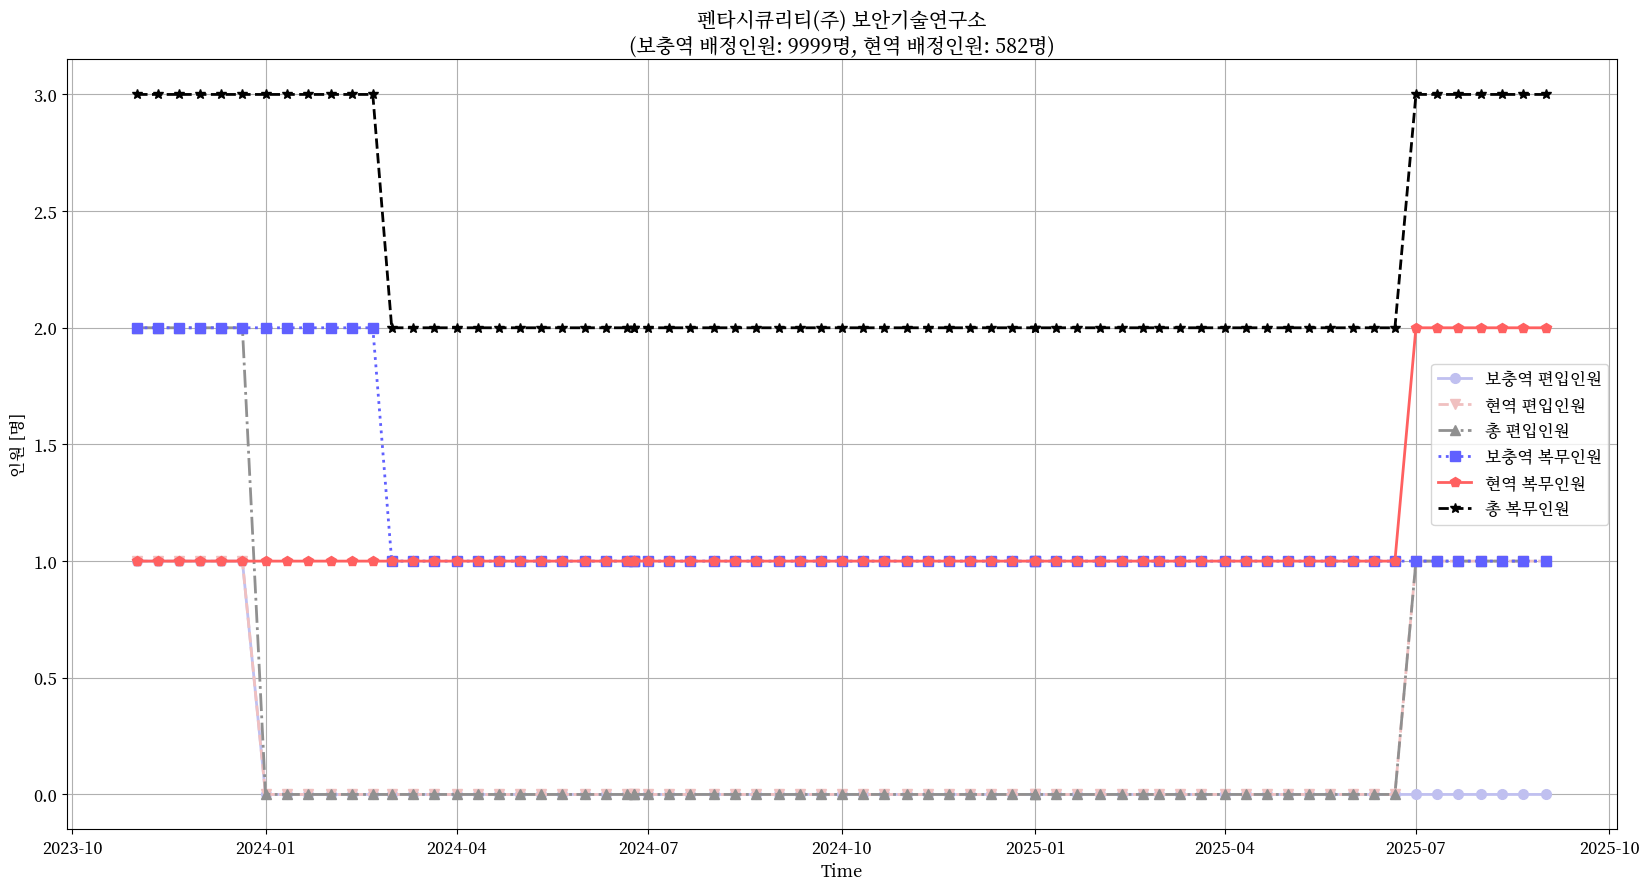 펜타시큐리티(주) 보안기술연구소
(보충역 배정인원: 9999명, 현역 배정인원: 582명)
인원 [명]
3.0
2.5
2.0
1.5
1.0
0.5
0.0
보충역 편입인원
현역 편입인원
총 편입인원
보충역 복무인원
현역 복무인원
총 복무인원
2023-10
2024-01
2024-04
2024-07
2024-10
2025-01
2025-04
2025-07
2025-10
Time